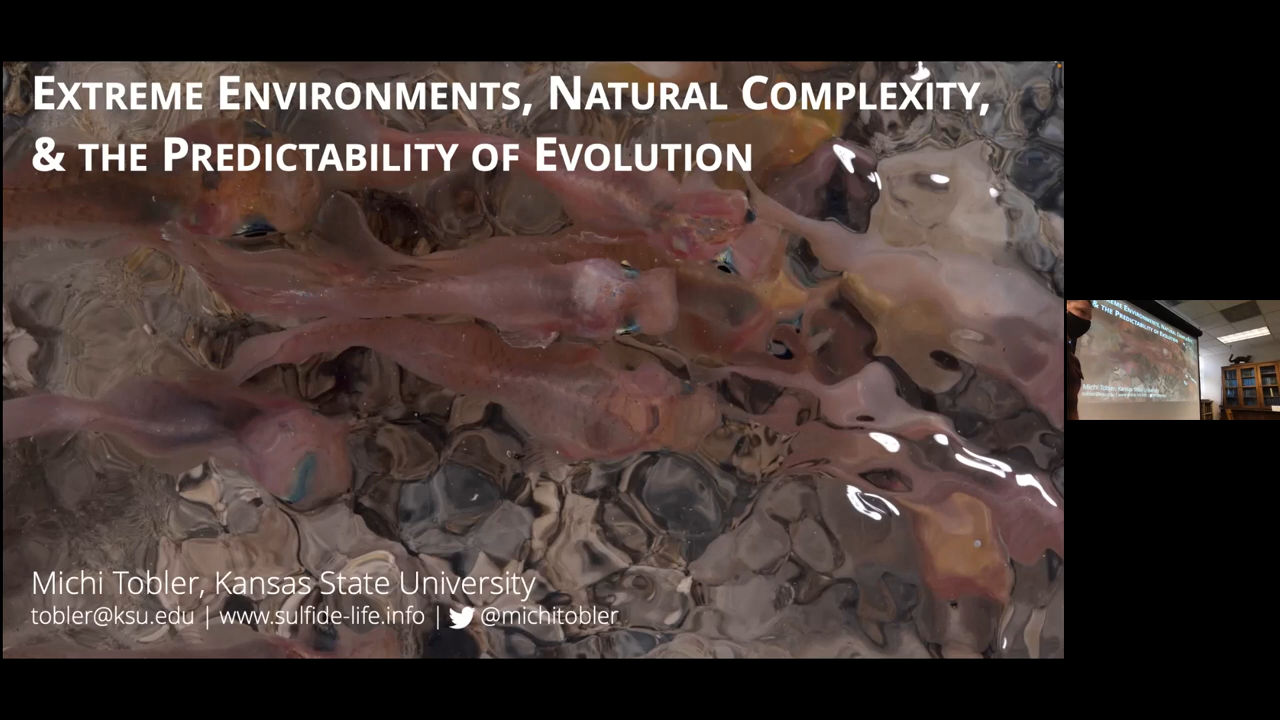 EXTREME ENVIRONMENTS, NATURAL COMPLEXITY,
& THE PREDICTABILITY OF EVOLUTION
Michi Tobler, Kansas State University
tobler@ksu.edu | www.sulfide-life.info | @michitobler